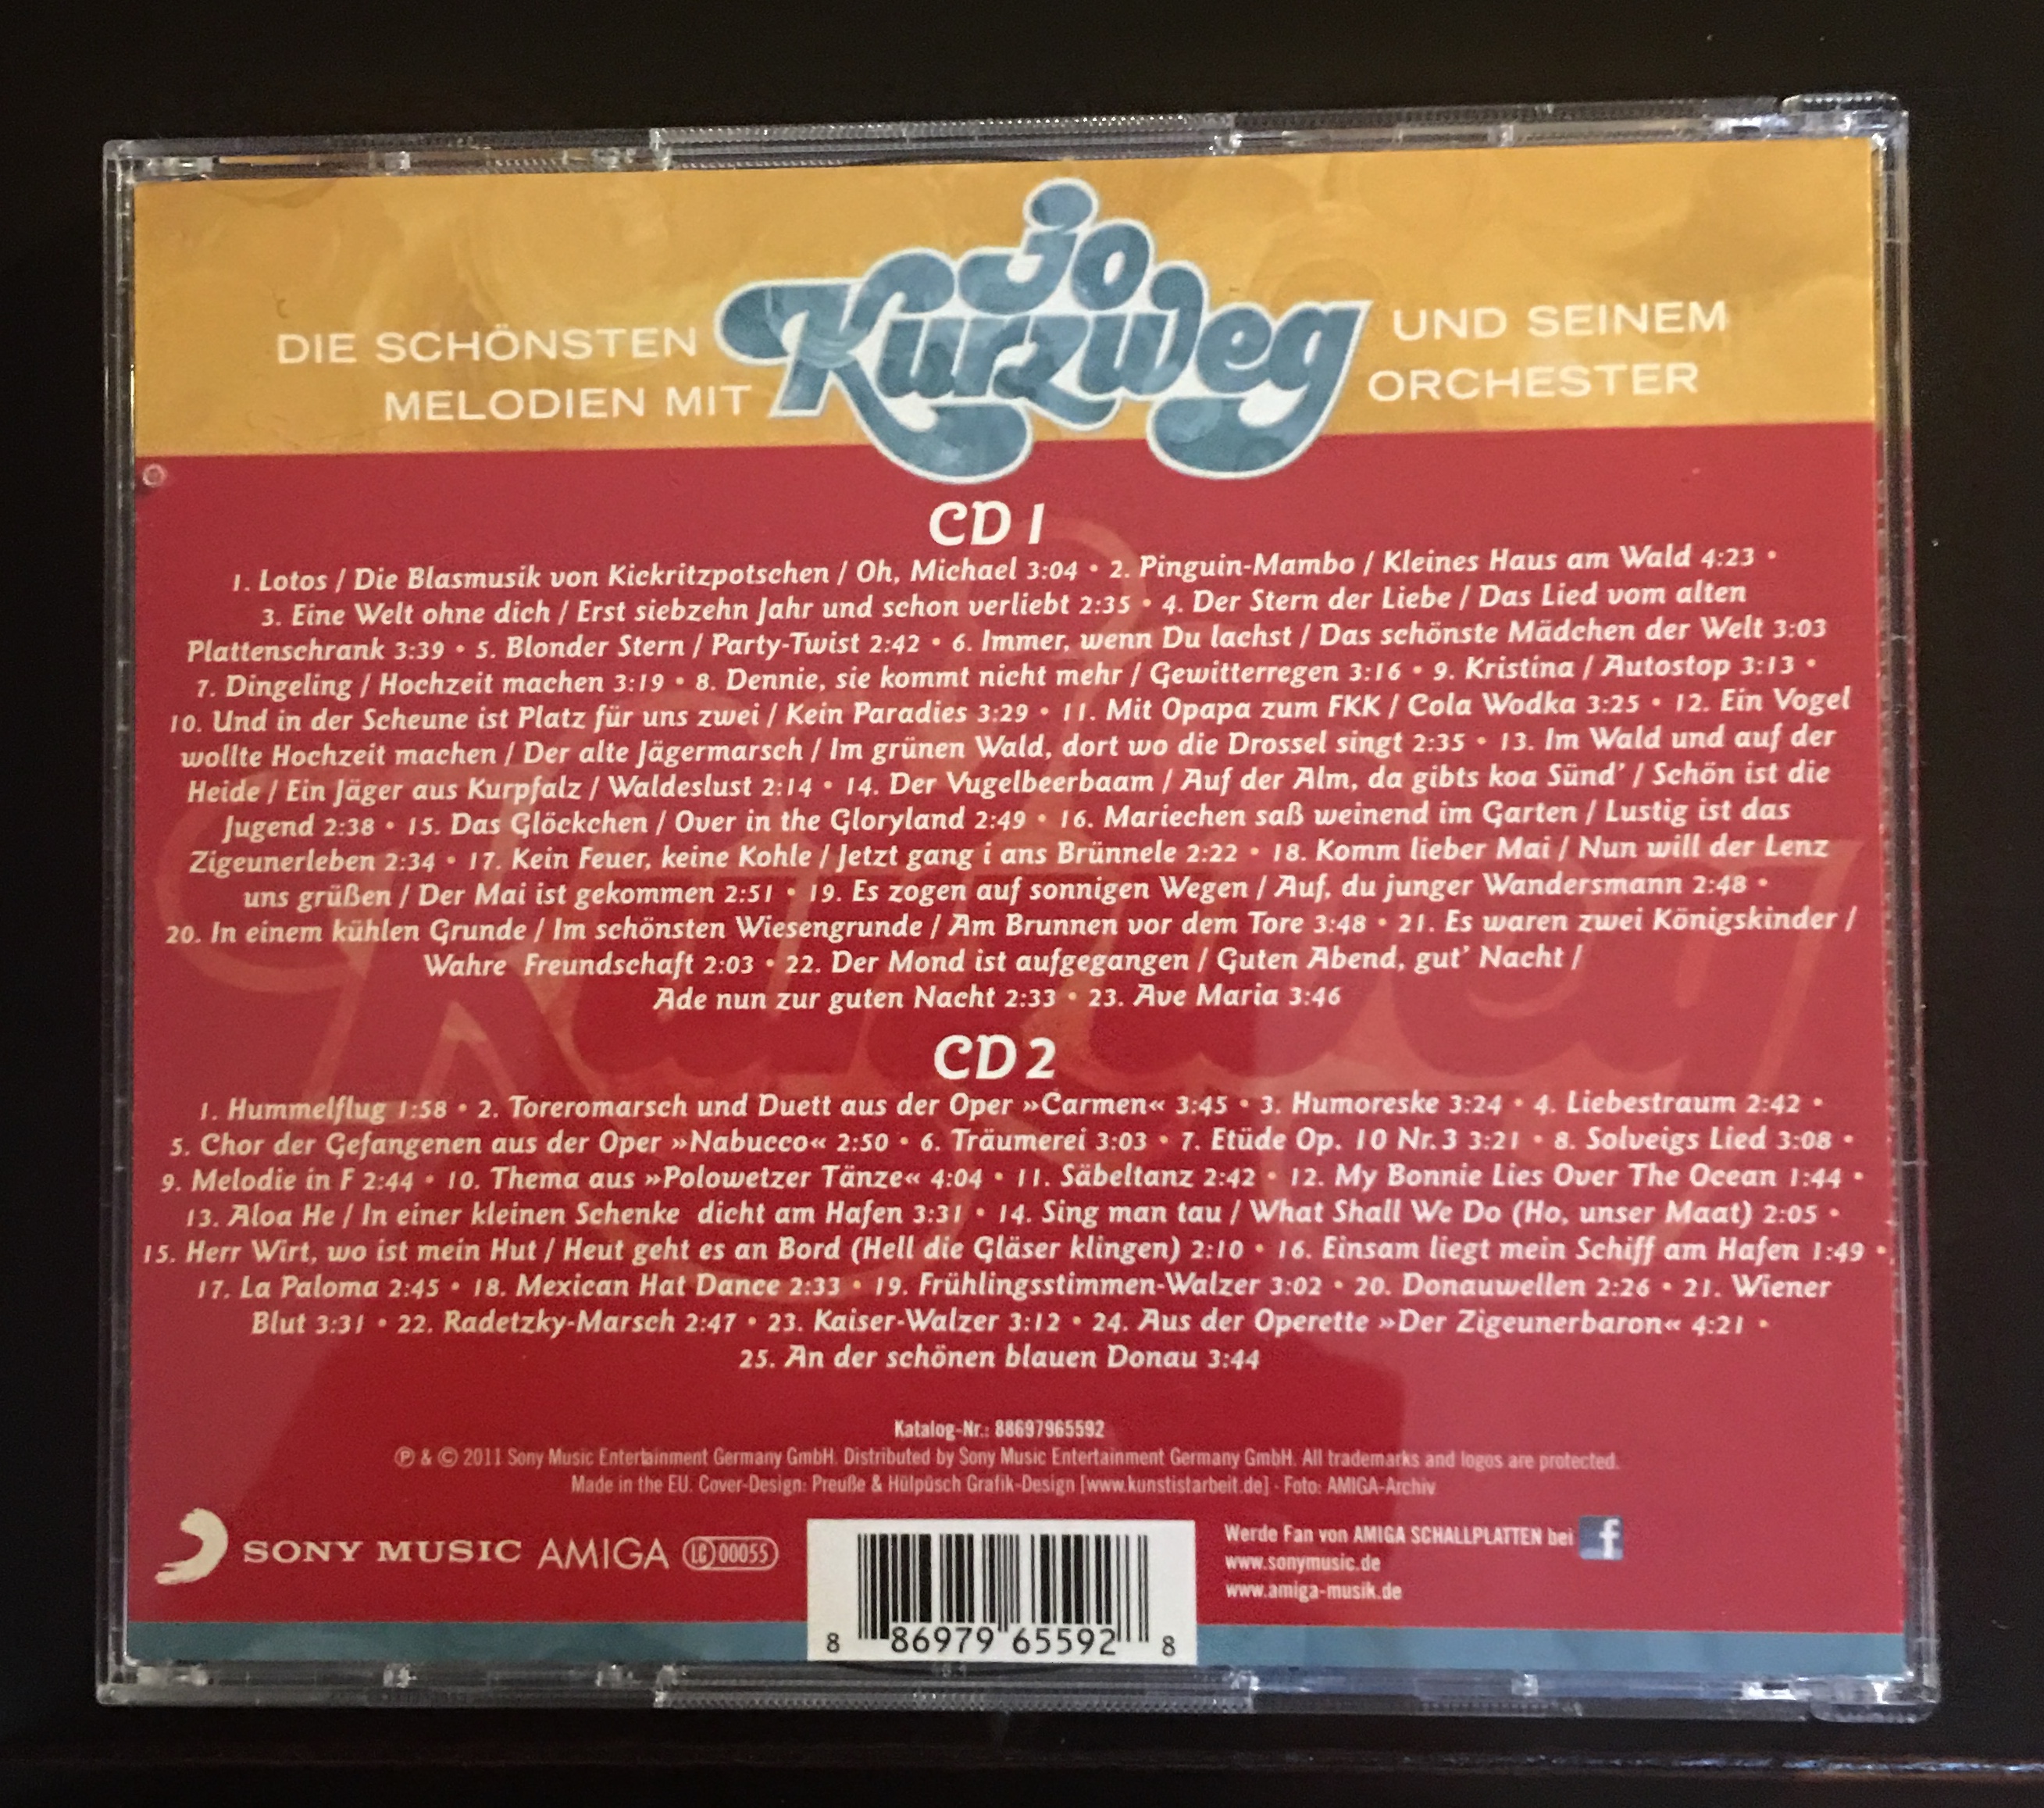 DIE SCHÖNSTEN
MELODIEN MIT
jo
Kurzweg
UND SEINEM
ORCHESTER
CD 1
1. Lotos / Die Blasmusik von Kickritzpotschen / Oh, Michael 3:04 • 2. Pinguin-Mambo / Kleines Haus am Wald 4:23 •
3. Eine Welt ohne dich / Erst siebzehn Jahr und schon verliebt 2:35 • 4. Der Stern der Liebe / Das Lied vom alten
Plattenschrank 3:39 • 5. Blonder Stern / Party-Twist 2:42 • 6. Immer, wenn Du lachst / Das schönste Mädchen der Welt 3:03
7. Dingeling / Hochzeit machen 3:19 • 8. Dennie, sie kommt nicht mehr / Gewitterregen 3:16 • 9. Kristina / Autostop 3:13 •
10. Und in der Scheune ist Platz für uns zwei / Kein Paradies 3:29 • 11. Mit Opapa zum FKK / Cola Wodka 3:25 • 12. Ein Vogel
wollte Hochzeit machen / Der alte Jägermarsch / Im grünen Wald, dort wo die Drossel singt 2:35 • 13. Im Wald und auf der
Heide / Ein Jäger aus Kurpfalz / Waldeslust 2:14 • 14. Der Vugelbeerbaam / Auf der Alm, da gibts koa Sünd' / Schön ist die
Jugend 2:38 • 15. Das Glöckchen / Over in the Gloryland 2:49 • 16. Mariechen saß weinend im Garten / Lustig ist das
Zigeunerleben 2:34 • 17. Kein Feuer, keine Kohle / Jetzt gang i ans Brünnele 2:22 • 18. Komm lieber Mai / Nun will der Lenz
uns grüßen / Der Mai ist gekommen 2:51 • 19. Es zogen auf sonnigen Wegen / Auf, du junger Wandersmann 2:48 •
20. In einem kühlen Grunde / Im schönsten Wiesengrunde / Am Brunnen vor dem Tore 3:48 • 21. Es waren zwei Königskinder /
Wahre Freundschaft 2:03 • 22. Der Mond ist aufgegangen / Guten Abend, gut' Nacht /
Ade nun zur guten Nacht 2:33 • 23. Ave Maria 3:46
CD 2
1. Hummelflug 1:58 • 2. Toreromarsch und Duett aus der Oper »Carmen« 3:45 • 3. Humoreske 3:24 • 4. Liebestraum 2:42 •
5. Chor der Gefangenen aus der Oper »Nabucco« 2:50 • 6. Träumerei 3:03 • 7. Etüde Op. 10 Nr. 3 3:21 • 8. Solveigs Lied 3:08 •
9. Melodie in F 2:44 • 10. Thema aus »Polowetzer Tänze« 4:04 • 11. Säbeltanz 2:42 • 12. My Bonnie Lies Over The Ocean 1:44 •
13. Aloa He / In einer kleinen Schenke dicht am Hafen 3:31 • 14. Sing man tau / What Shall We Do (Ho, unser Maat) 2:05 •
15. Herr Wirt, wo ist mein Hut / Heut geht es an Bord (Hell die Gläser klingen) 2:10 • 16. Einsam liegt mein Schiff am Hafen 1:49 •
17. La Paloma 2:45 • 18. Mexican Hat Dance 2:33 • 19. Frühlingsstimmen-Walzer 3:02 • 20. Donauwellen 2:26 • 21. Wiener
Blut 3:31 • 22. Radetzky-Marsch 2:47 • 23. Kaiser-Walzer 3:12 • 24. Aus der Operette »Der Zigeunerbaron« 4:21 •
25. An der schönen blauen Donau 3:44
Katalog-Nr.: 88697965592
℗ & © 2011 Sony Music Entertainment Germany GmbH. Distributed by Sony Music Entertainment Germany GmbH. All trademarks and logos are protected.
Made in the EU. Cover-Design: Preuße & Hülpüsch Grafik-Design [www.kunstistarbeit.de] · Foto: AMIGA-Archiv
SONY MUSIC AMIGA LC 00055
8 86979 65592 8
Werde Fan von AMIGA SCHALLPLATTEN bei f
www.sonymusic.de
www.amiga-musik.de